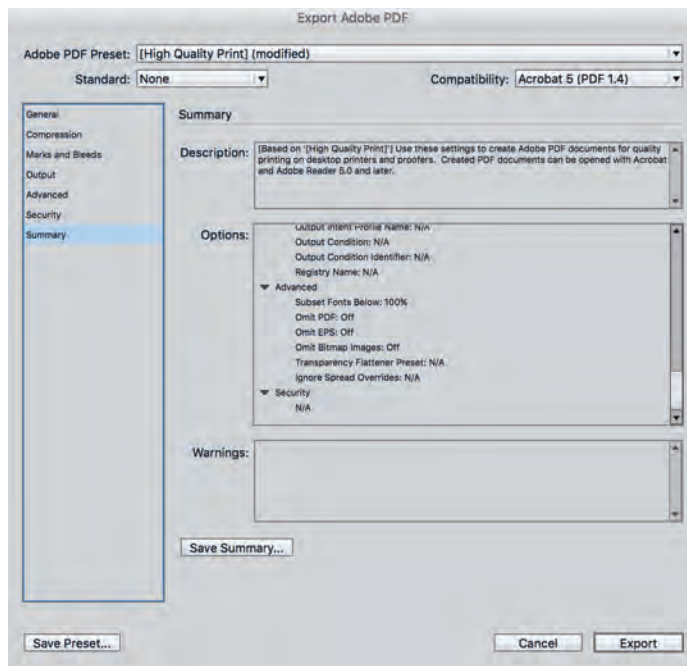 Export Adobe PDF
Adobe PDF Preset: [High Quality Print] (modified)
Standard: None
Compatibility: Acrobat 5 (PDF 1.4)
General
Compression
Marks and Bleeds
Output
Advanced
Security
Summary
Summary
Description: [Based on '[High Quality Print]'] Use these settings to create Adobe PDF documents for quality
printing on desktop printers and proofers. Created PDF documents can be opened with Acrobat
and Adobe Reader 5.0 and later.
Options:
Output Intent Profile Name: N/A
Output Condition: N/A
Output Condition Identifier: N/A
Registry Name: N/A
Advanced
Subset Fonts Below: 100%
Omit PDF: Off
Omit EPS: Off
Omit Bitmap Images: Off
Transparency Flattener Preset: N/A
Ignore Spread Overrides: N/A
Security
N/A
Warnings:
Save Summary...
Save Preset...
Cancel
Export